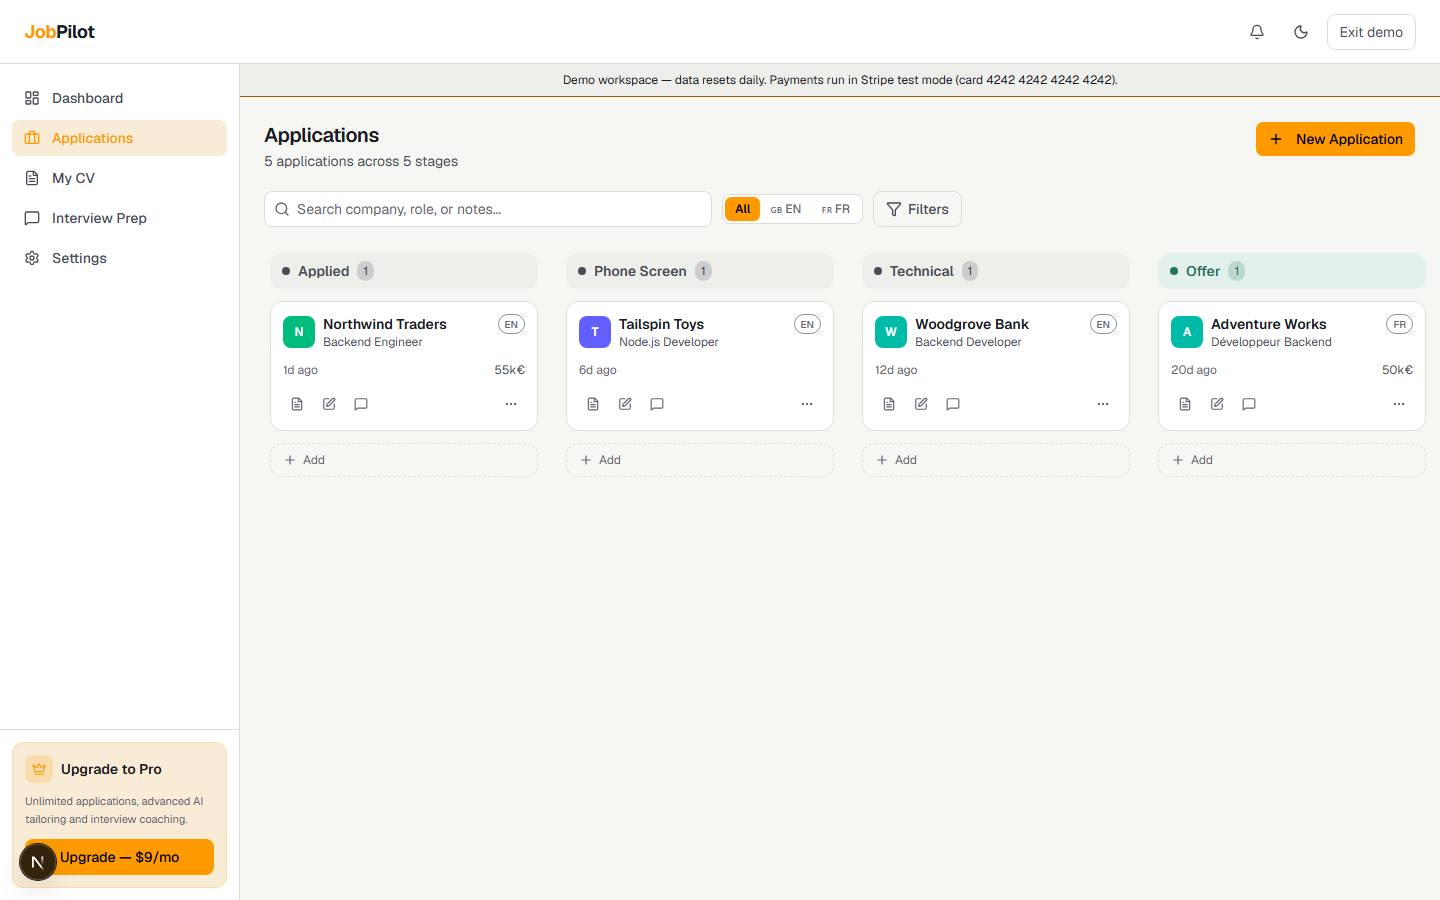 JobPilot
Exit demo
Dashboard
Applications
My CV
Interview Prep
Settings
Demo workspace — data resets daily. Payments run in Stripe test mode (card 4242 4242 4242 4242).
Applications
5 applications across 5 stages
New Application
Search company, role, or notes...
All
GB EN
FR FR
Filters
Applied 1
N
Northwind Traders
EN
Backend Engineer
1d ago
55k€
Add
Phone Screen 1
T
Tailspin Toys
EN
Node.js Developer
6d ago
Add
Technical 1
W
Woodgrove Bank
EN
Backend Developer
12d ago
Add
Offer 1
A
Adventure Works
FR
Développeur Backend
20d ago
50k€
Add
Upgrade to Pro
Unlimited applications, advanced AI
tailoring and interview coaching.
Upgrade — $9/mo
N